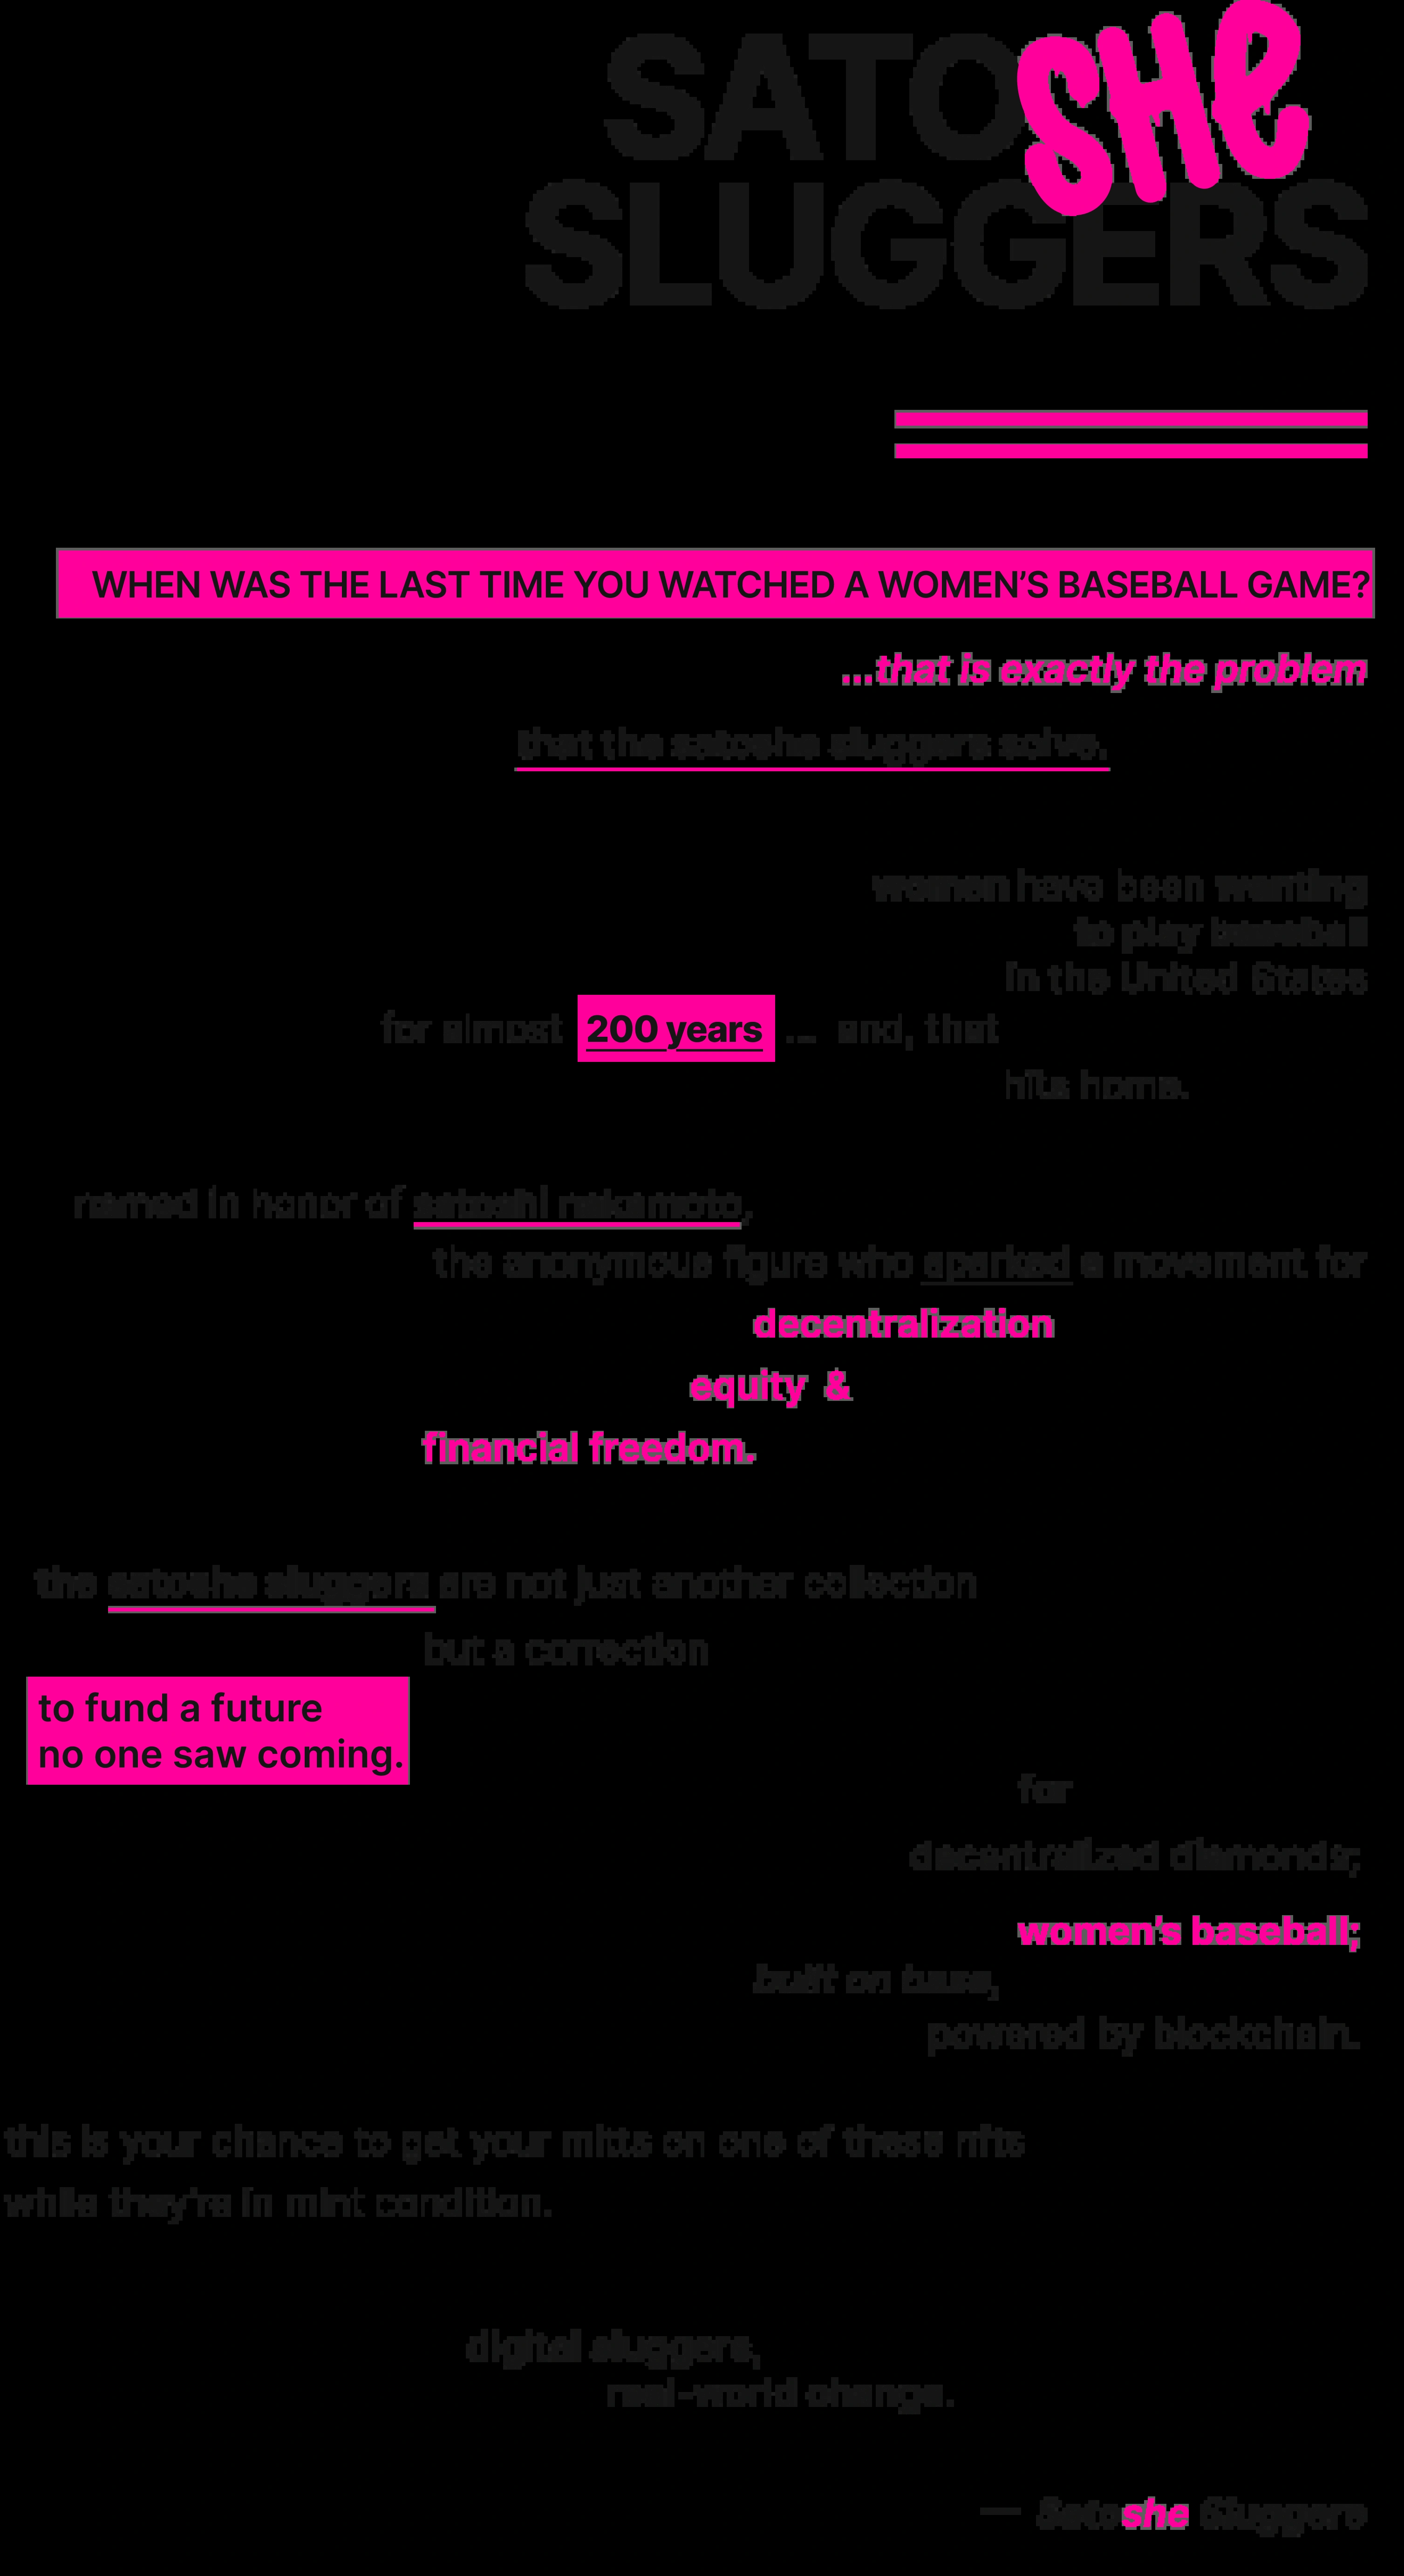 SATOSHE
SLUGGERS
WHEN WAS THE LAST TIME YOU WATCHED A WOMEN’S BASEBALL GAME?
...that is exactly the problem
that the satoshe sluggers solve.
women have been wanting
to play baseball
in the United States
for almost 200 years ... and, that
hits home.
named in honor of satoshi nakamoto,
the anonymous figure who sparked a movement for
decentralization
equity &
financial freedom.
the satoshe sluggers are not just another collection
but a correction
to fund a future
no one saw coming.
for
decentralized diamonds;
women’s baseball;
built on base,
powered by blockchain.
this is your chance to get your mitts on one of these nfts
while they’re in mint condition.
digital sluggers,
real-world change.
— Satoshe Sluggers